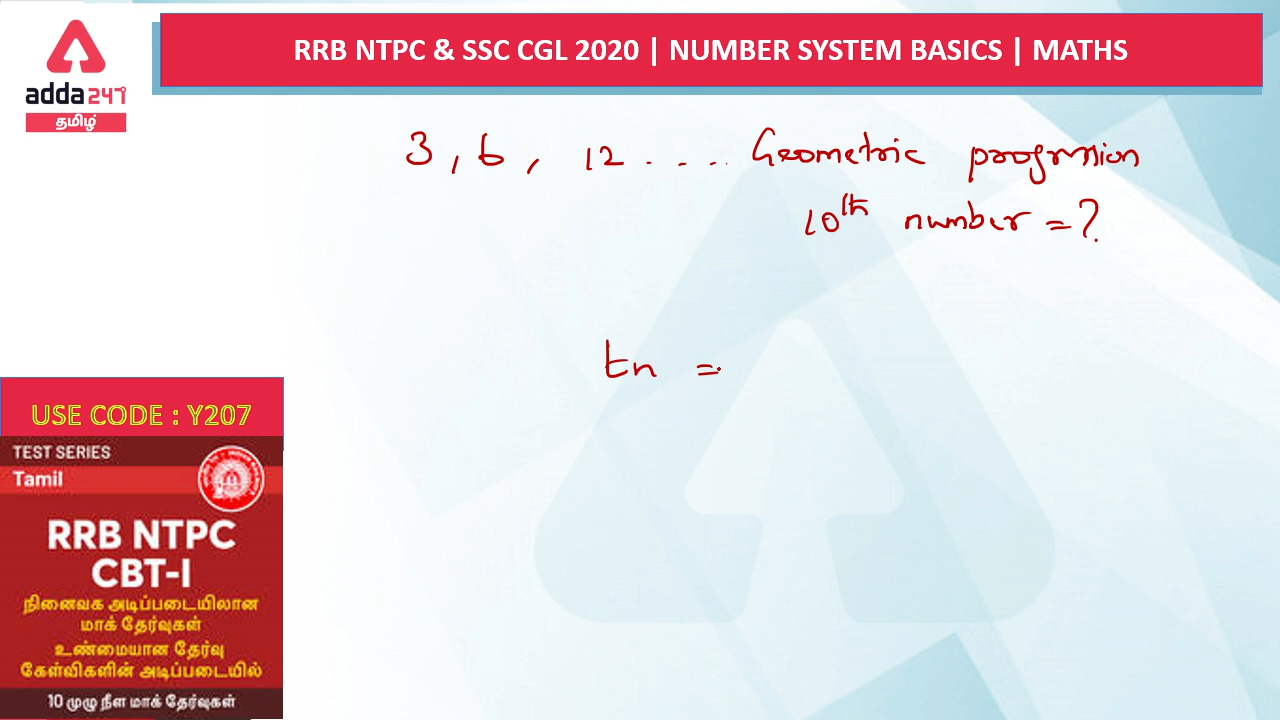 RRB NTPC & SSC CGL 2020 | NUMBER SYSTEM BASICS | MATHS
adda247
தமிழ்
3, 6, 12 .... Geometric progression
10th number = ?
tn =
USE CODE : Y207
TEST SERIES
Tamil
RRB NTPC
CBT-I
நினைவக அடிப்படையிலான
மாக் தேர்வுகள்
உண்மையான தேர்வு
கேள்விகளின் அடிப்படையில்
10 முழு நீள மாக் தேர்வுகள்